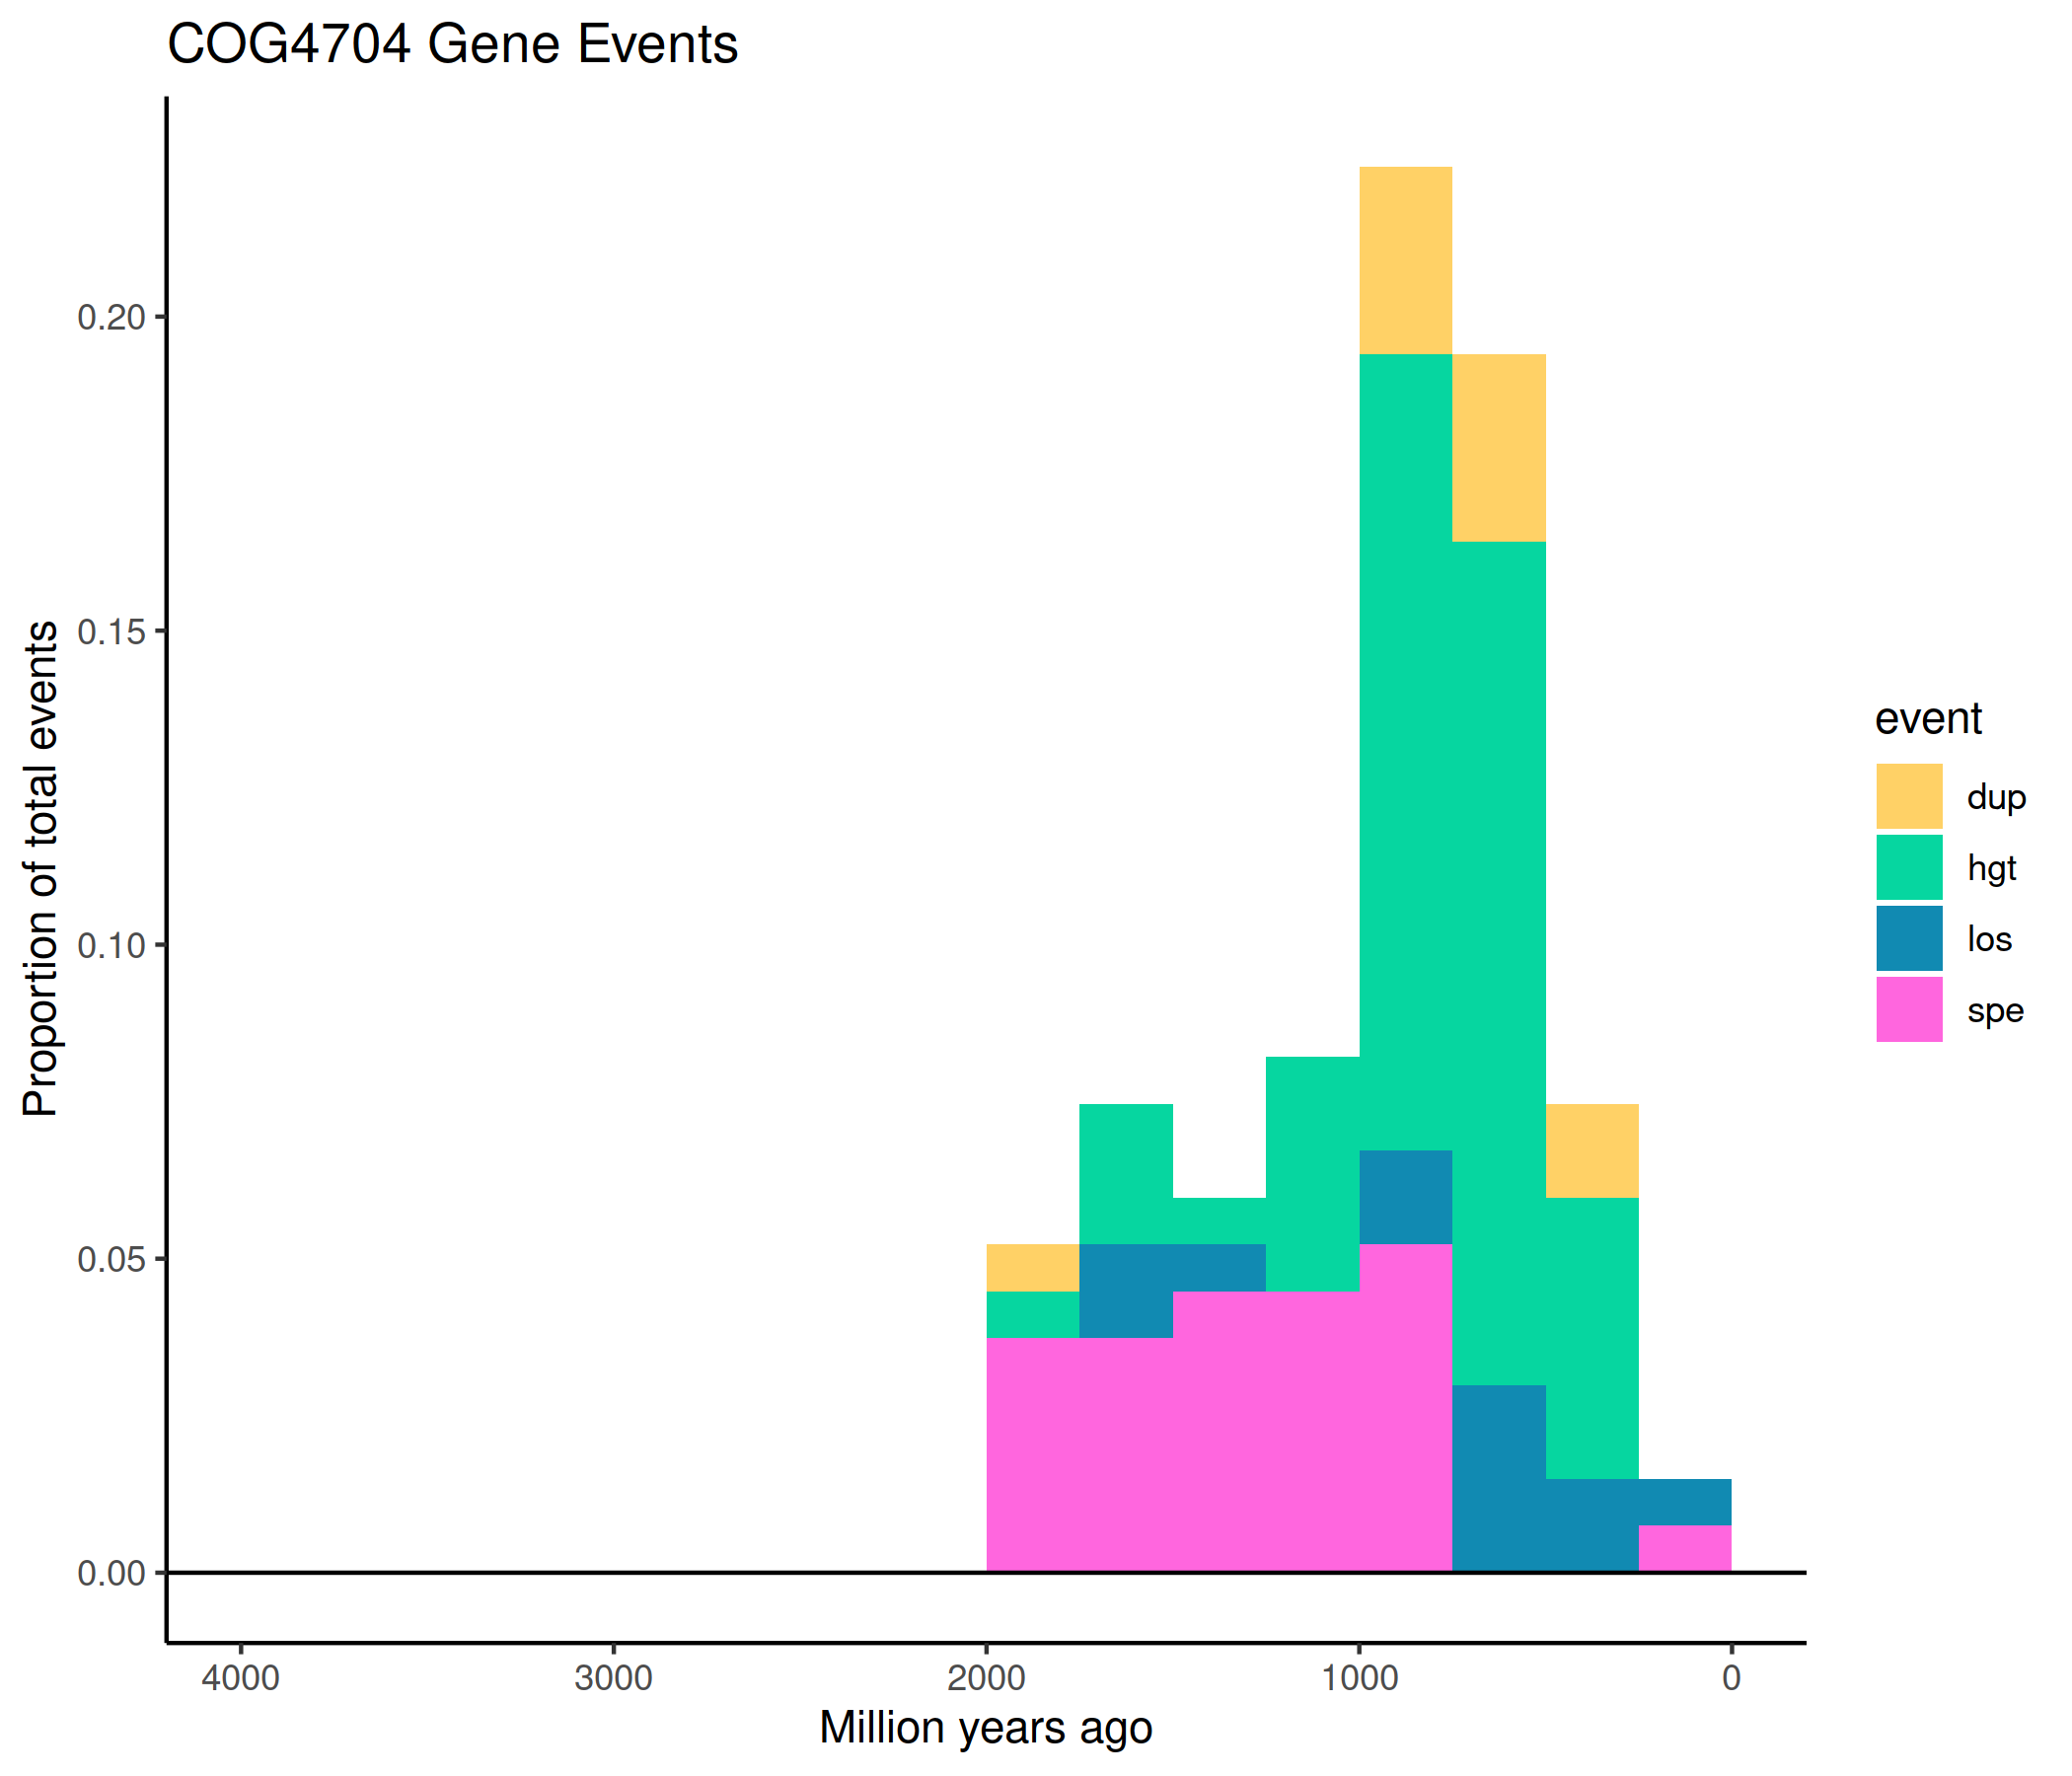 COG4704 Gene Events
Proportion of total events
0.20
0.15
0.10
0.05
0.00
4000 3000 2000 1000 0
Million years ago
event
dup
hgt
los
spe